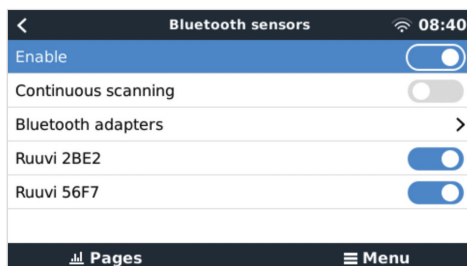 Bluetooth sensors 08:40
Enable
Continuous scanning
Bluetooth adapters
Ruuvi 2BE2
Ruuvi 56F7
Pages Menu